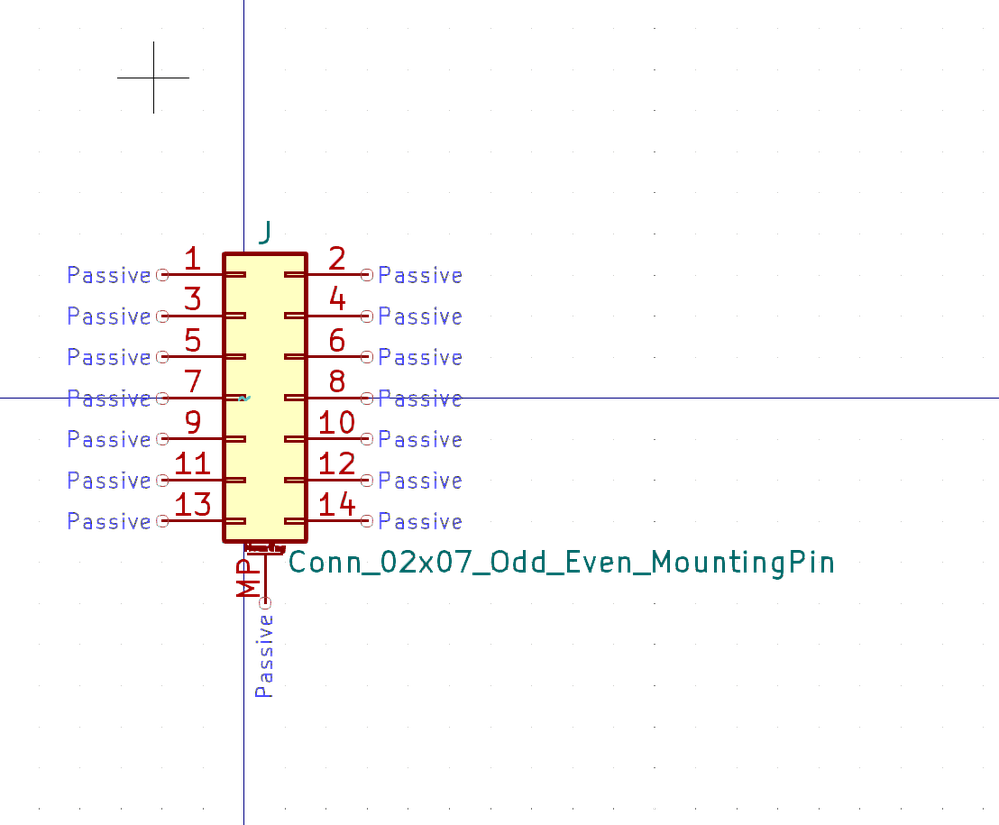 J
Passive 1 2 Passive
Passive 3 4 Passive
Passive 5 6 Passive
Passive 7 ~ 8 Passive
Passive 9 10 Passive
Passive 11 12 Passive
Passive 13 14 Passive
Mounting
Conn_02x07_Odd_Even_MountingPin
MP
Passive